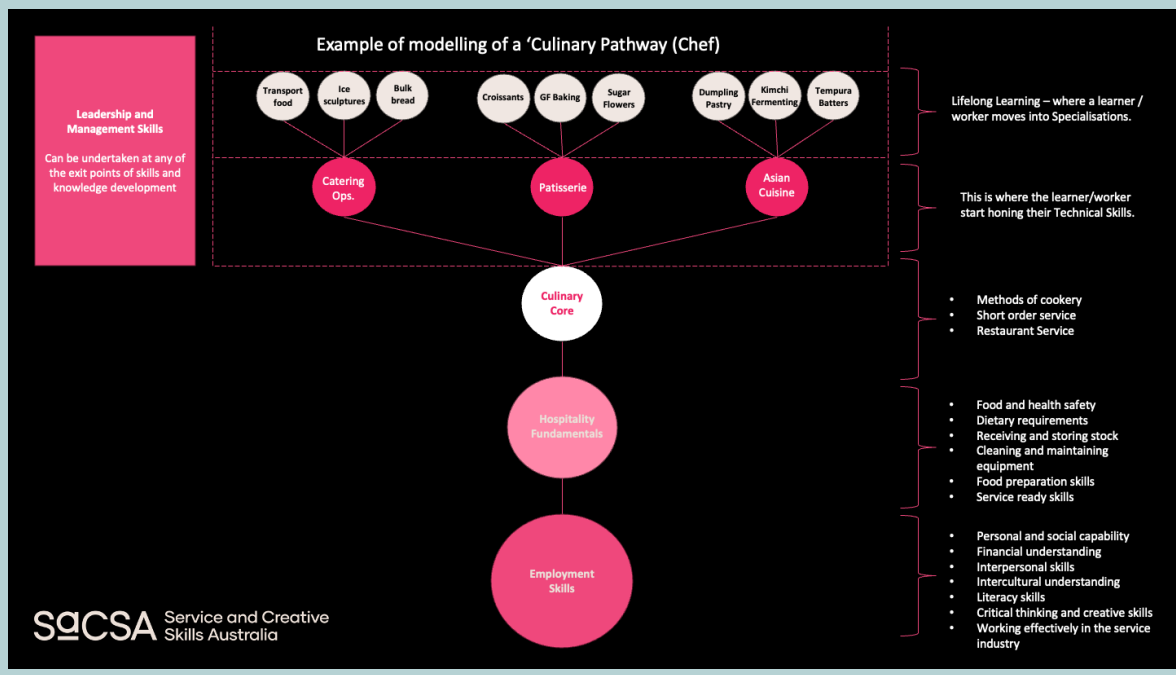 Example of modelling of a ‘Culinary Pathway (Chef)
Leadership and
Management Skills
Can be undertaken at any of
the exit points of skills and
knowledge development
Transport
food
Ice
sculptures
Bulk
bread
Croissants
GF Baking
Sugar
Flowers
Dumpling
Pastry
Kimchi
Fermenting
Tempura
Batters
Lifelong Learning – where a learner /
worker moves into Specialisations.
Catering
Ops.
Patisserie
Asian
Cuisine
This is where the learner/worker
start honing their Technical Skills.
Culinary
Core
• Methods of cookery
• Short order service
• Restaurant Service
Hospitality
Fundamentals
• Food and health safety
• Dietary requirements
• Receiving and storing stock
• Cleaning and maintaining
equipment
• Food preparation skills
• Service ready skills
Employment
Skills
• Personal and social capability
• Financial understanding
• Interpersonal skills
• Intercultural understanding
• Literacy skills
• Critical thinking and creative skills
• Working effectively in the service
industry
SaCSA
Service and Creative
Skills Australia